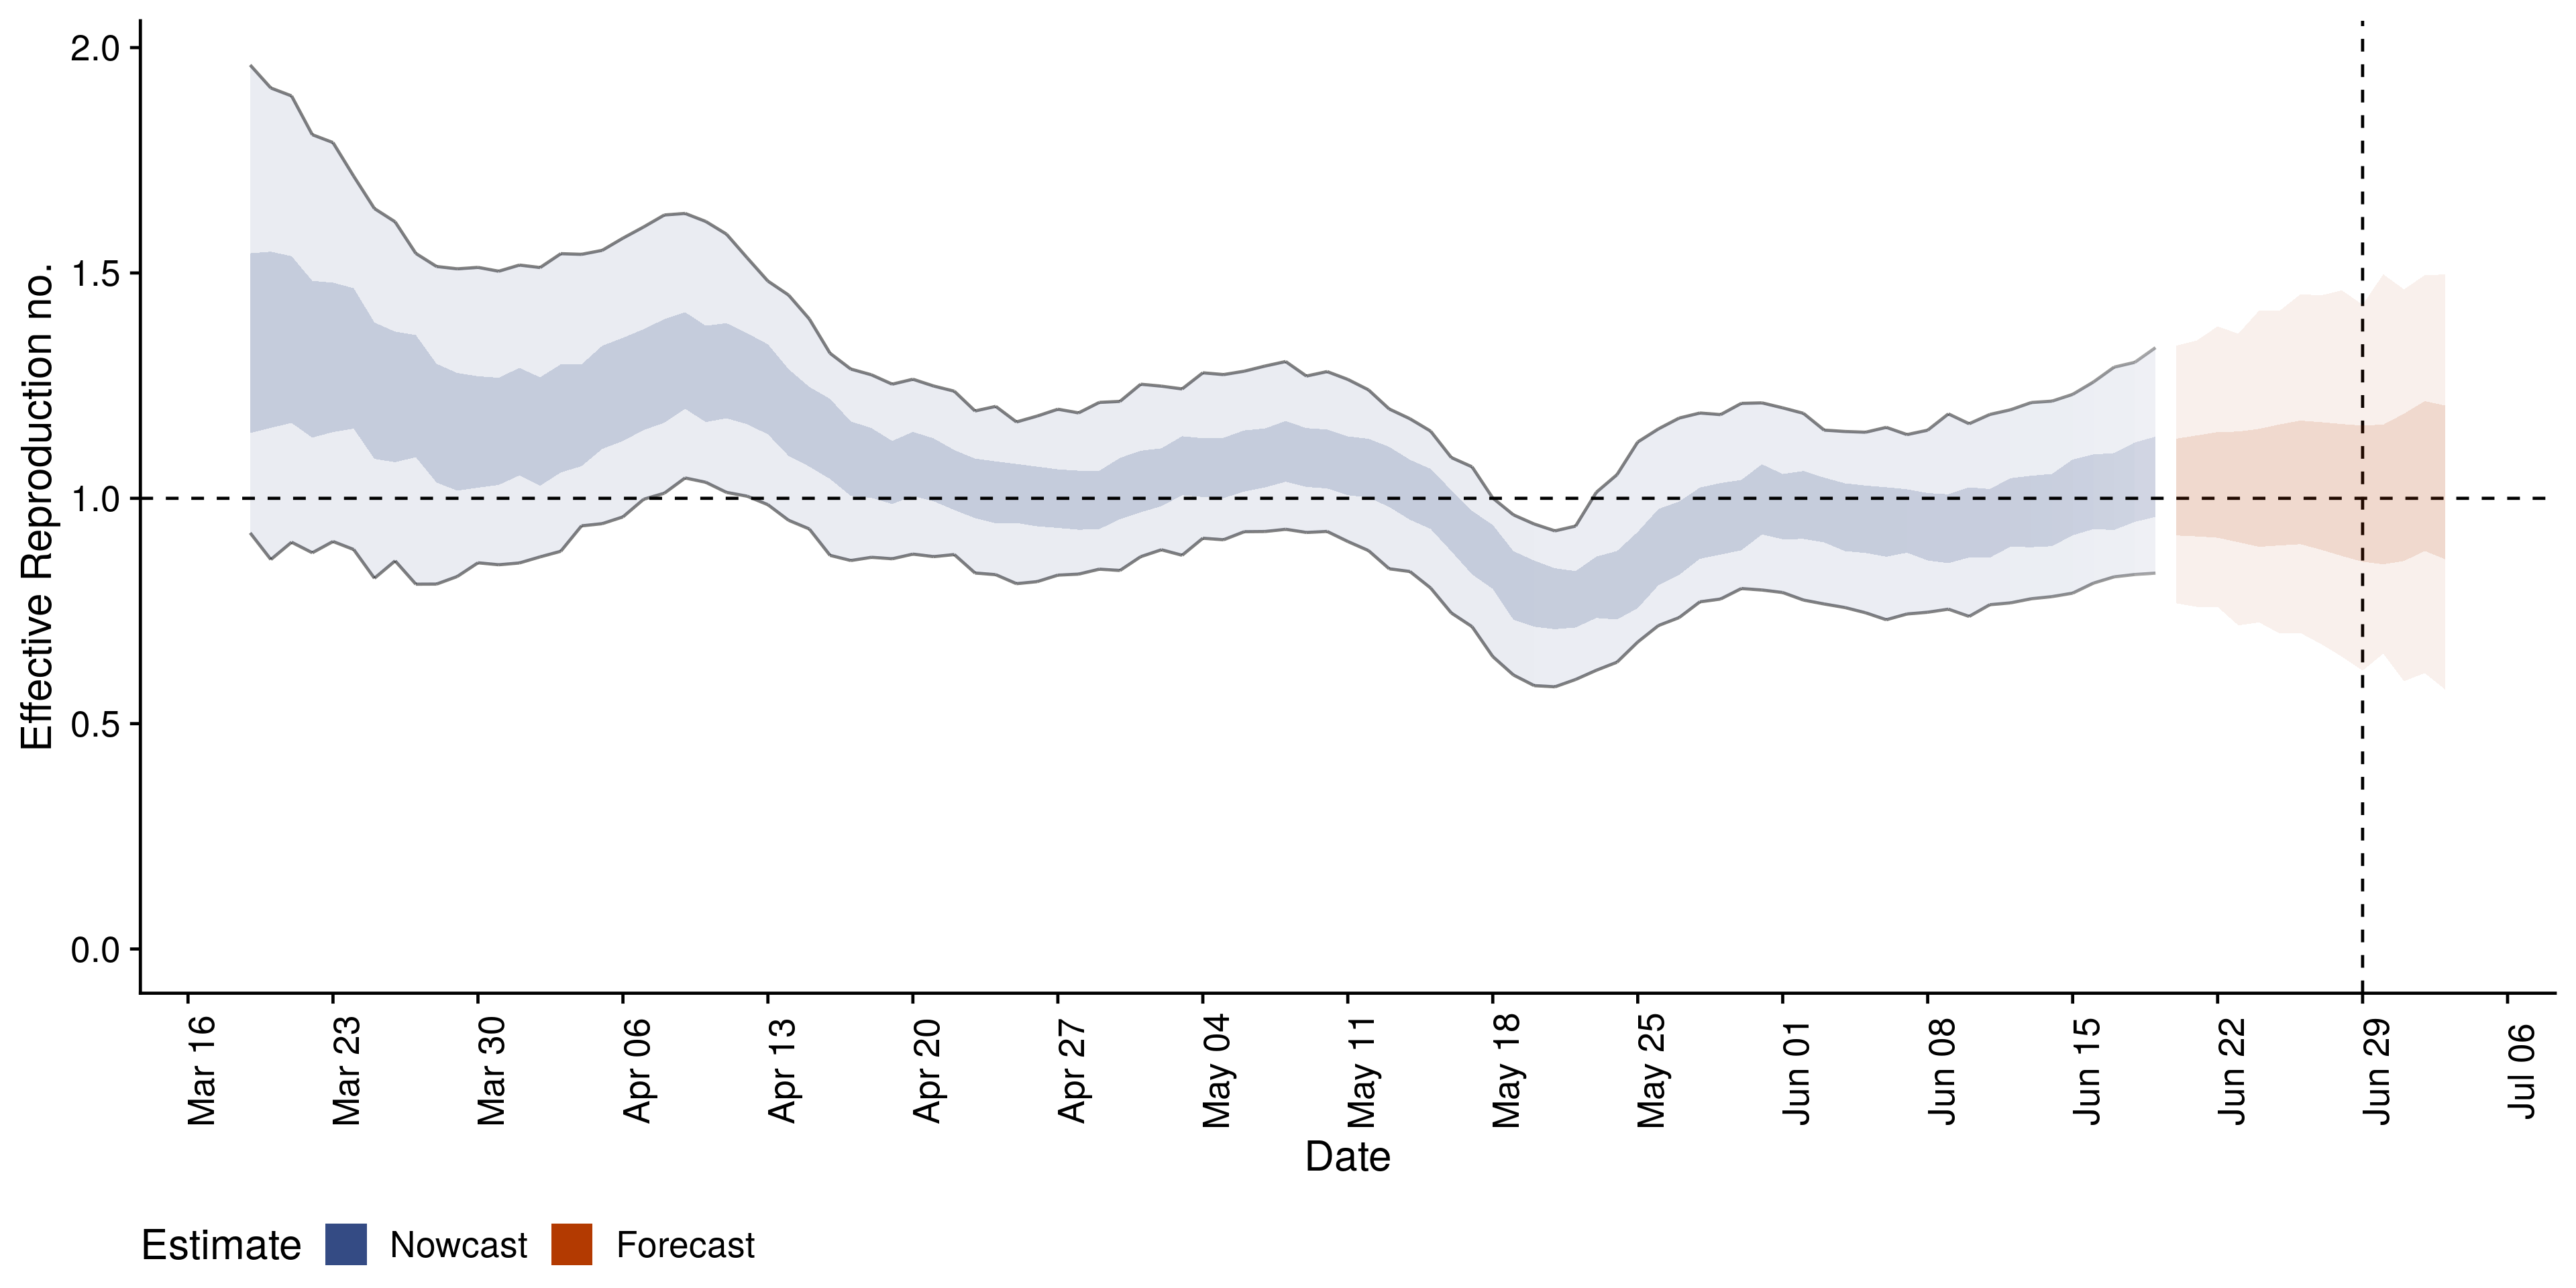 Effective Reproduction no.
2.0
1.5
1.0
0.5
0.0
Mar 16
Mar 23
Mar 30
Apr 06
Apr 13
Apr 20
Apr 27
May 04
May 11
May 18
May 25
Jun 01
Jun 08
Jun 15
Jun 22
Jun 29
Jul 06
Date
Estimate Nowcast Forecast